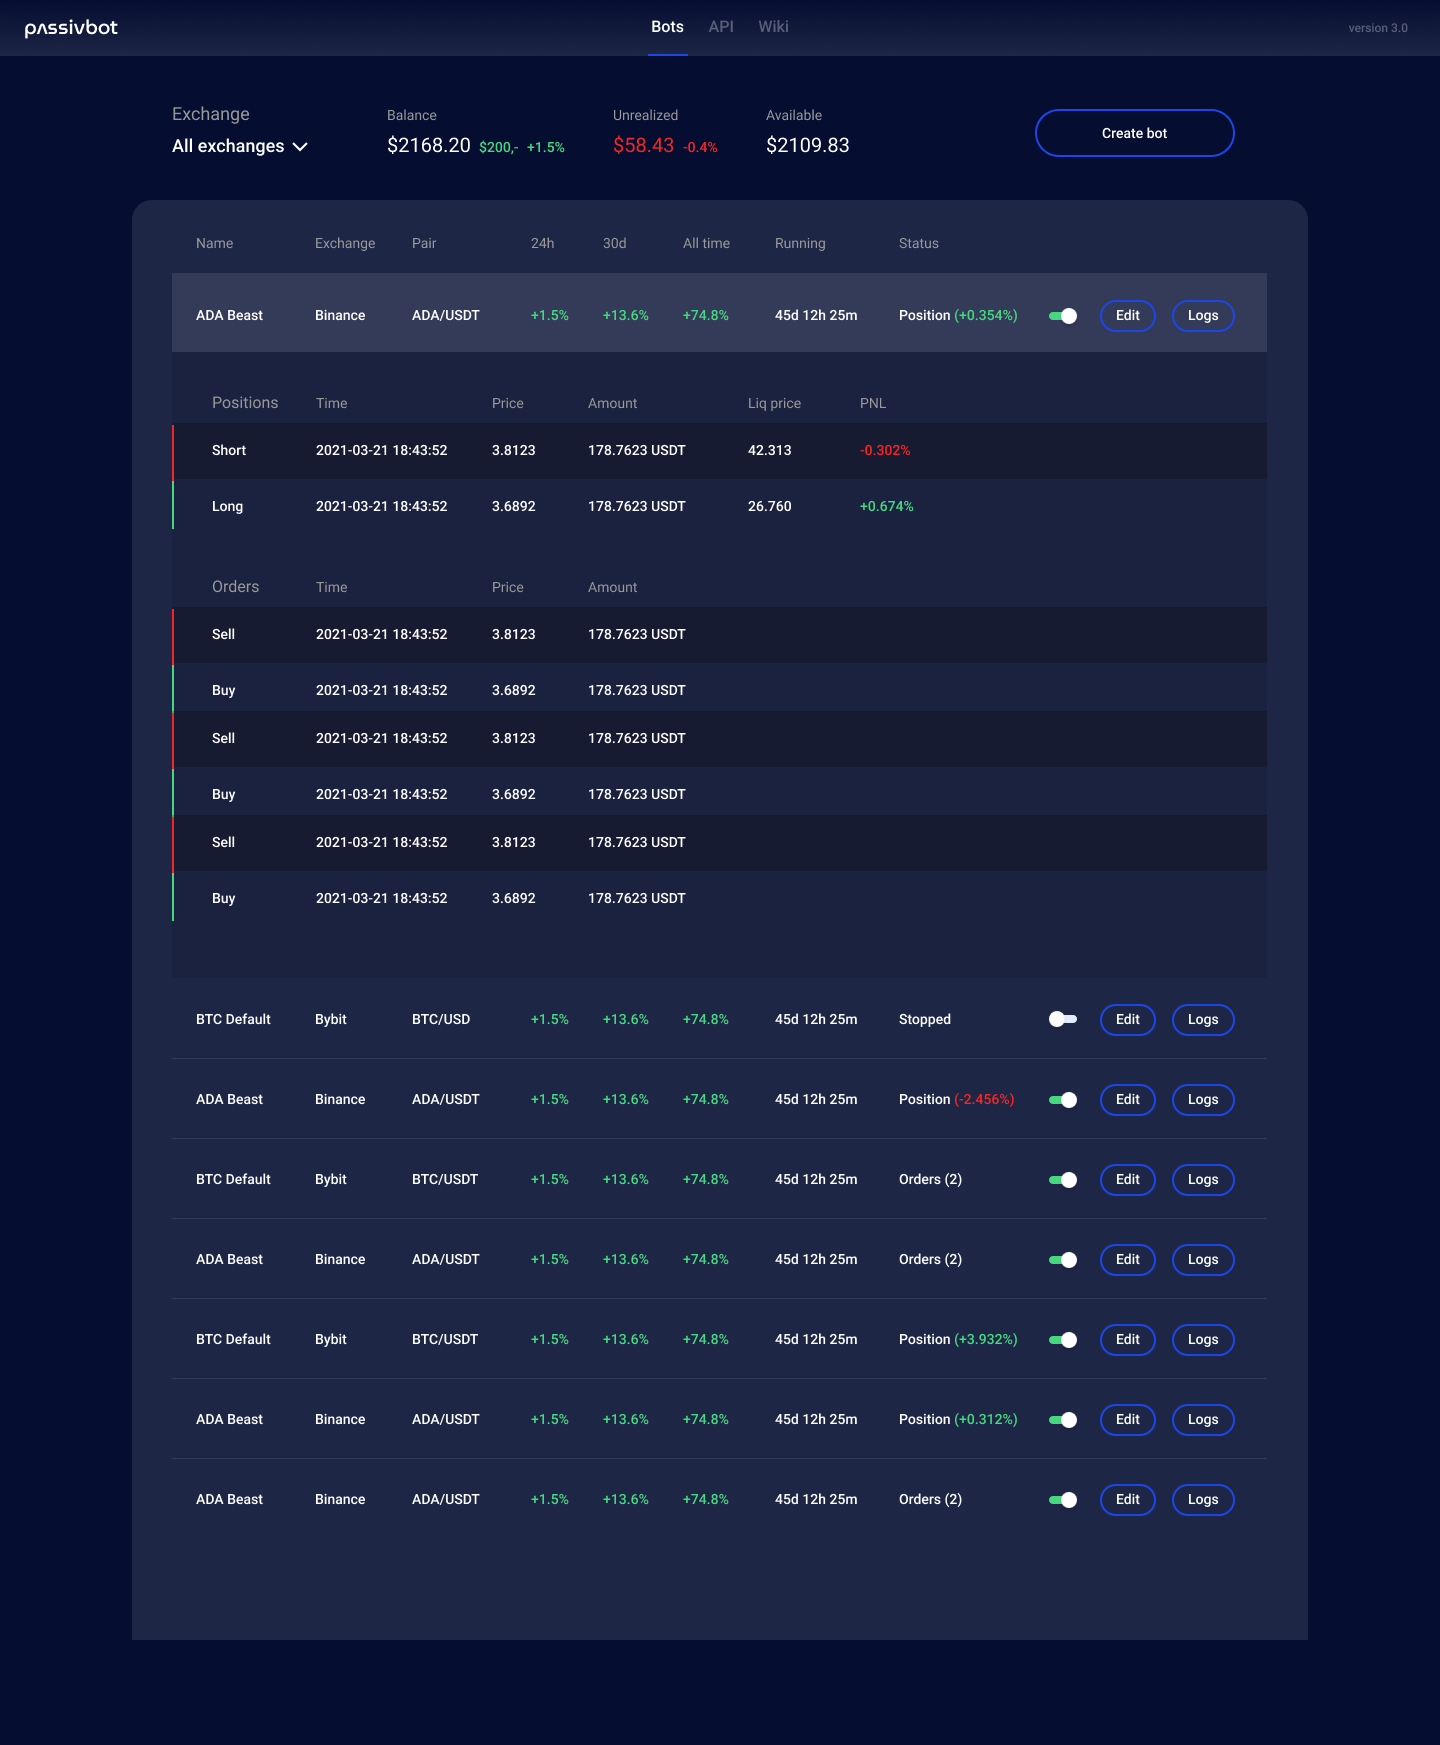 passivbot
Bots API Wiki
version 3.0
Exchange
All exchanges
Balance
$2168.20 $200,- +1.5%
Unrealized
$58.43 -0.4%
Available
$2109.83
Create bot
Name Exchange Pair 24h 30d All time Running Status
ADA Beast Binance ADA/USDT +1.5% +13.6% +74.8% 45d 12h 25m Position (+0.354%) Edit Logs
Positions Time Price Amount Liq price PNL
Short 2021-03-21 18:43:52 3.8123 178.7623 USDT 42.313 -0.302%
Long 2021-03-21 18:43:52 3.6892 178.7623 USDT 26.760 +0.674%
Orders Time Price Amount
Sell 2021-03-21 18:43:52 3.8123 178.7623 USDT
Buy 2021-03-21 18:43:52 3.6892 178.7623 USDT
Sell 2021-03-21 18:43:52 3.8123 178.7623 USDT
Buy 2021-03-21 18:43:52 3.6892 178.7623 USDT
Sell 2021-03-21 18:43:52 3.8123 178.7623 USDT
Buy 2021-03-21 18:43:52 3.6892 178.7623 USDT
BTC Default Bybit BTC/USD +1.5% +13.6% +74.8% 45d 12h 25m Stopped Edit Logs
ADA Beast Binance ADA/USDT +1.5% +13.6% +74.8% 45d 12h 25m Position (-2.456%) Edit Logs
BTC Default Bybit BTC/USDT +1.5% +13.6% +74.8% 45d 12h 25m Orders (2) Edit Logs
ADA Beast Binance ADA/USDT +1.5% +13.6% +74.8% 45d 12h 25m Orders (2) Edit Logs
BTC Default Bybit BTC/USDT +1.5% +13.6% +74.8% 45d 12h 25m Position (+3.932%) Edit Logs
ADA Beast Binance ADA/USDT +1.5% +13.6% +74.8% 45d 12h 25m Position (+0.312%) Edit Logs
ADA Beast Binance ADA/USDT +1.5% +13.6% +74.8% 45d 12h 25m Orders (2) Edit Logs